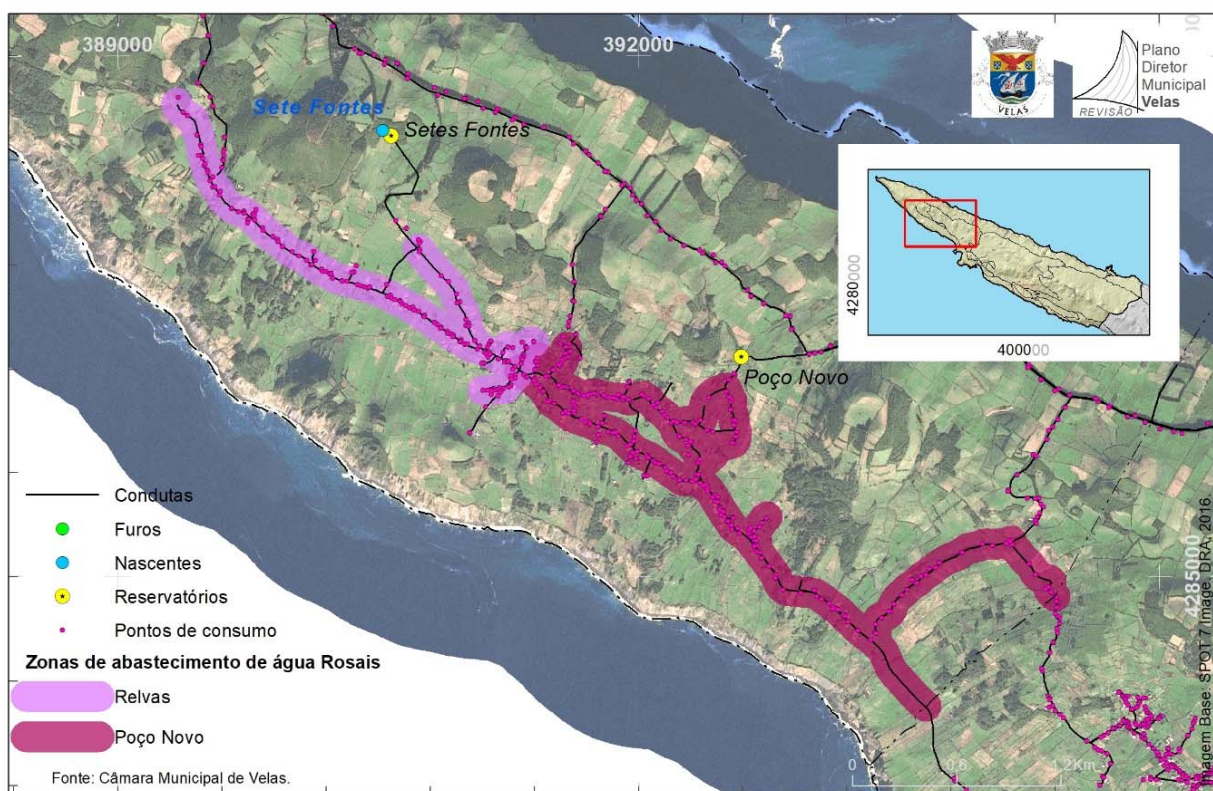 389000
392000
Sete Fontes
Setes Fontes
Poço Novo
VELAS
Plano
Diretor
Municipal
Velas
REVISÃO
4280000
400000
4285000
Condutas
Furos
Nascentes
Reservatórios
Pontos de consumo
Zonas de abastecimento de água Rosais
Relvas
Poço Novo
Fonte: Câmara Municipal de Velas.
0
0.6
1.2Km
Imagem Base: SPOT 7 Image, DRA, 2016.